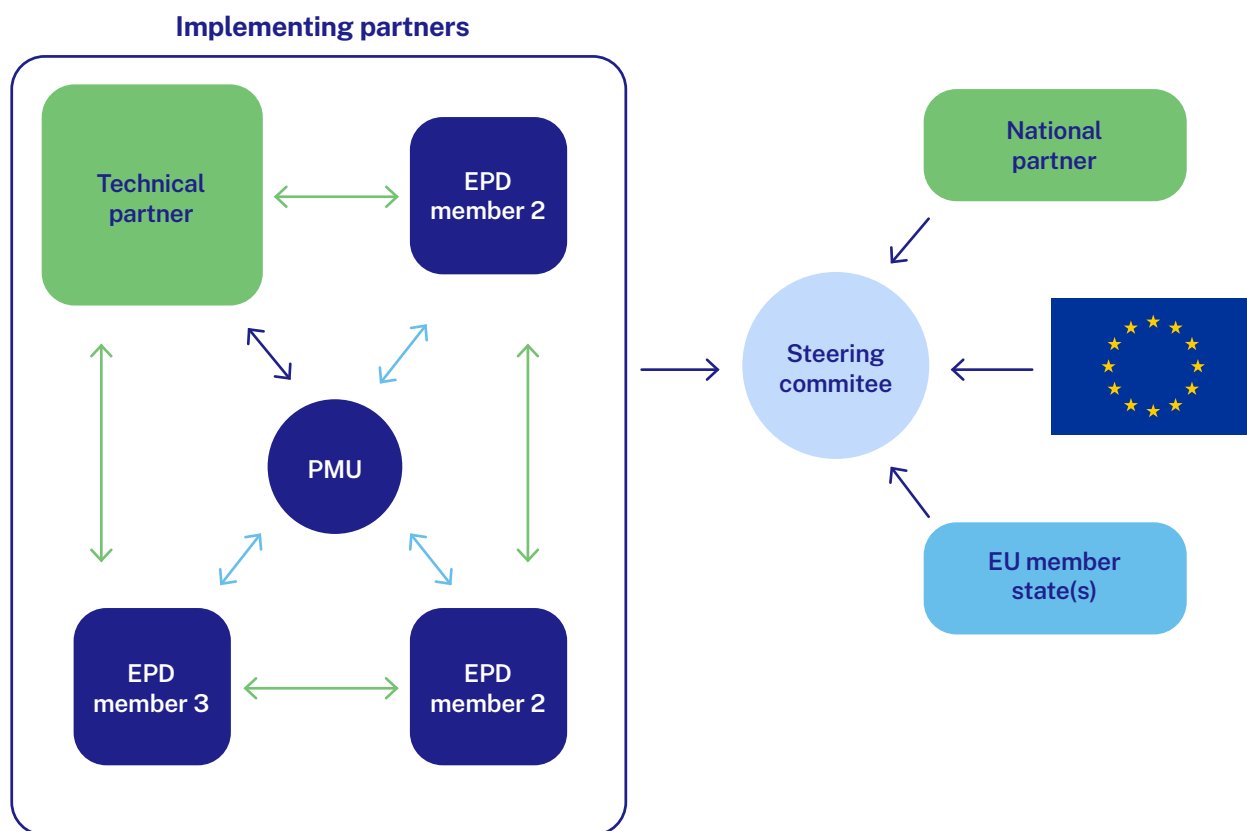 Implementing partners
Technical
partner
EPD
member 2
PMU
EPD
member 3
EPD
member 2
National
partner
Steering
commitee
EU member
state(s)